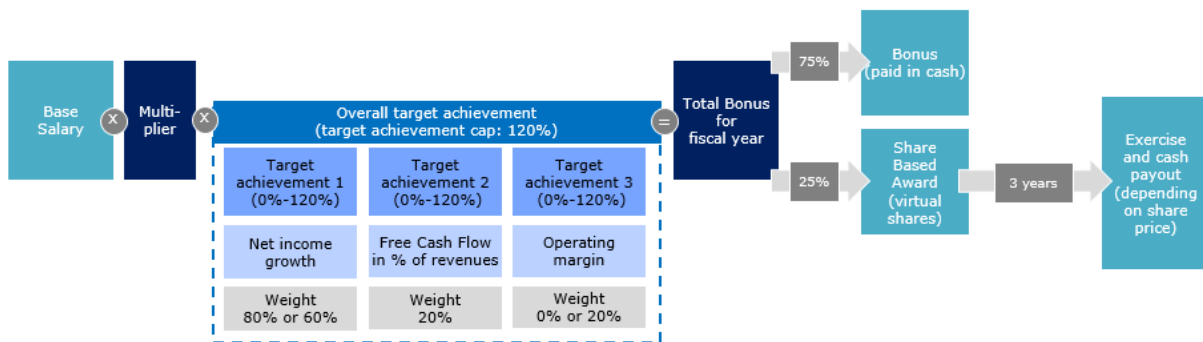 Base
Salary
x
Multi-
plier
x
Overall target achievement
(target achievement cap: 120%)
Target
achievement 1
(0%-120%)
Target
achievement 2
(0%-120%)
Target
achievement 3
(0%-120%)
Net income
growth
Free Cash Flow
in % of revenues
Operating
margin
Weight
80% or 60%
Weight
20%
Weight
0% or 20%
=
Total Bonus
for
fiscal year
75%
Bonus
(paid in cash)
25%
Share
Based
Award
(virtual
shares)
3 years
Exercise
and cash
payout
(depending
on share
price)